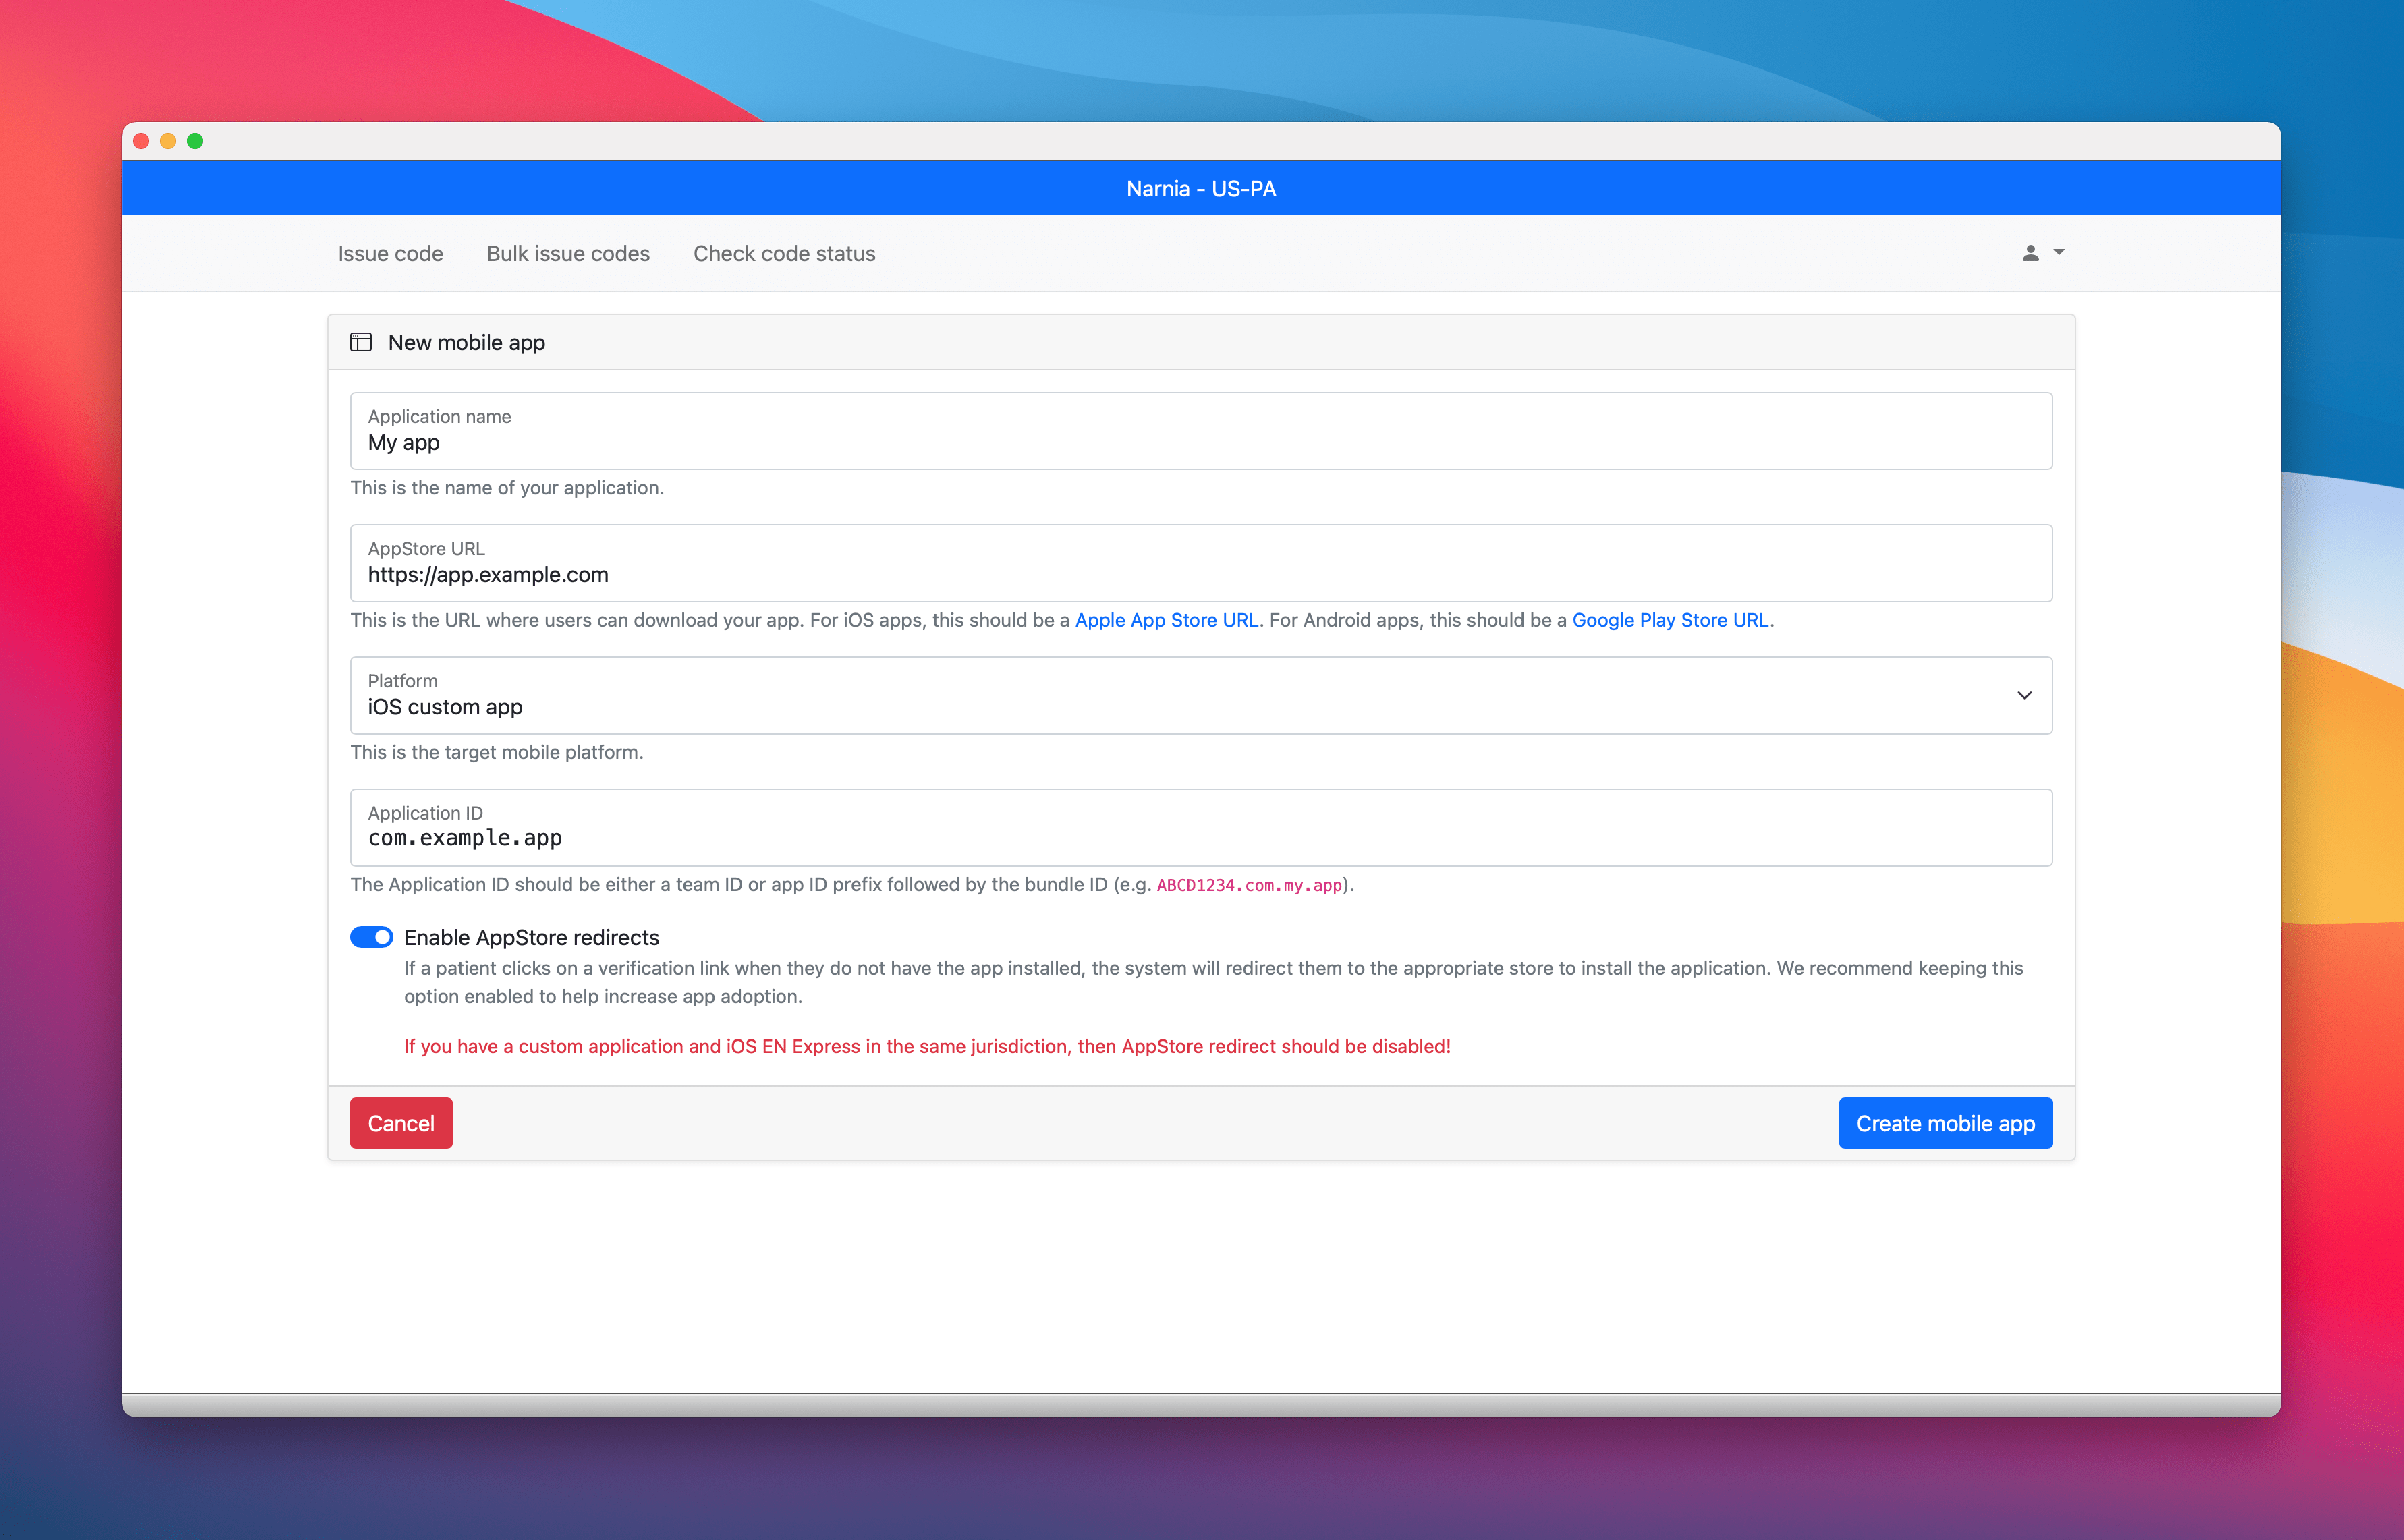 Narnia - US-PA
Issue code
Bulk issue codes
Check code status
New mobile app
Application name
My app
This is the name of your application.
AppStore URL
https://app.example.com
This is the URL where users can download your app. For iOS apps, this should be a Apple App Store URL. For Android apps, this should be a Google Play Store URL.
Platform
iOS custom app
This is the target mobile platform.
Application ID
com.example.app
The Application ID should be either a team ID or app ID prefix followed by the bundle ID (e.g. ABCD1234.com.my.app).
Enable AppStore redirects
If a patient clicks on a verification link when they do not have the app installed, the system will redirect them to the appropriate store to install the application. We recommend keeping this
option enabled to help increase app adoption.
If you have a custom application and iOS EN Express in the same jurisdiction, then AppStore redirect should be disabled!
Cancel
Create mobile app